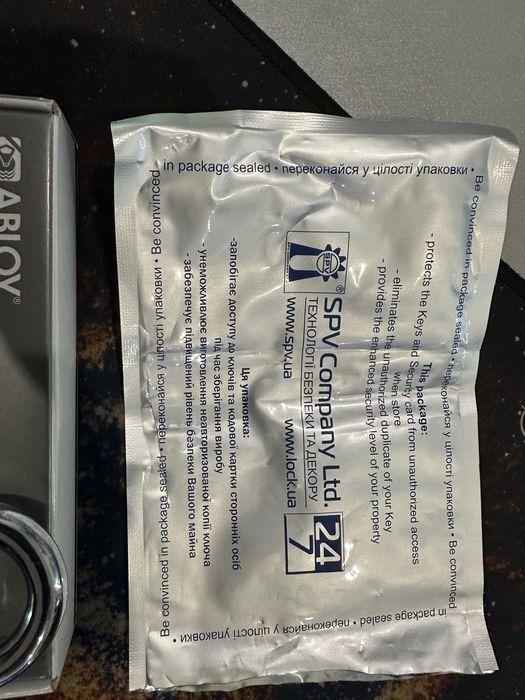 ABLOY®
Be convinced in package sealed • переконайся у цілості упаковки • Be convinced
in package sealed • переконайся у цілості упаковки •
Be convinced in package sealed • переконайся у цілості упаковки • Be convinced
in package sealed • переконайся у цілості упаковки •
This package:
- protects the Keys and Security card from unauthorized access
when store
- eliminates the unauthorized duplicate of your Key
- provides the enhanced security level of your property
SPV
®
SPV Company Ltd.
ТЕХНОЛОГІЇ БЕЗПЕКИ ТА ДЕКОРУ
www.spv.ua www.lock.ua
24
7
Ця упаковка:
-запобігає доступу до ключів та кодової картки сторонніх осіб
під час зберігання виробу
- унеможливлює виготовлення неавторизованої копії ключа
- забезпечує підвищений рівень безпеки Вашого майна